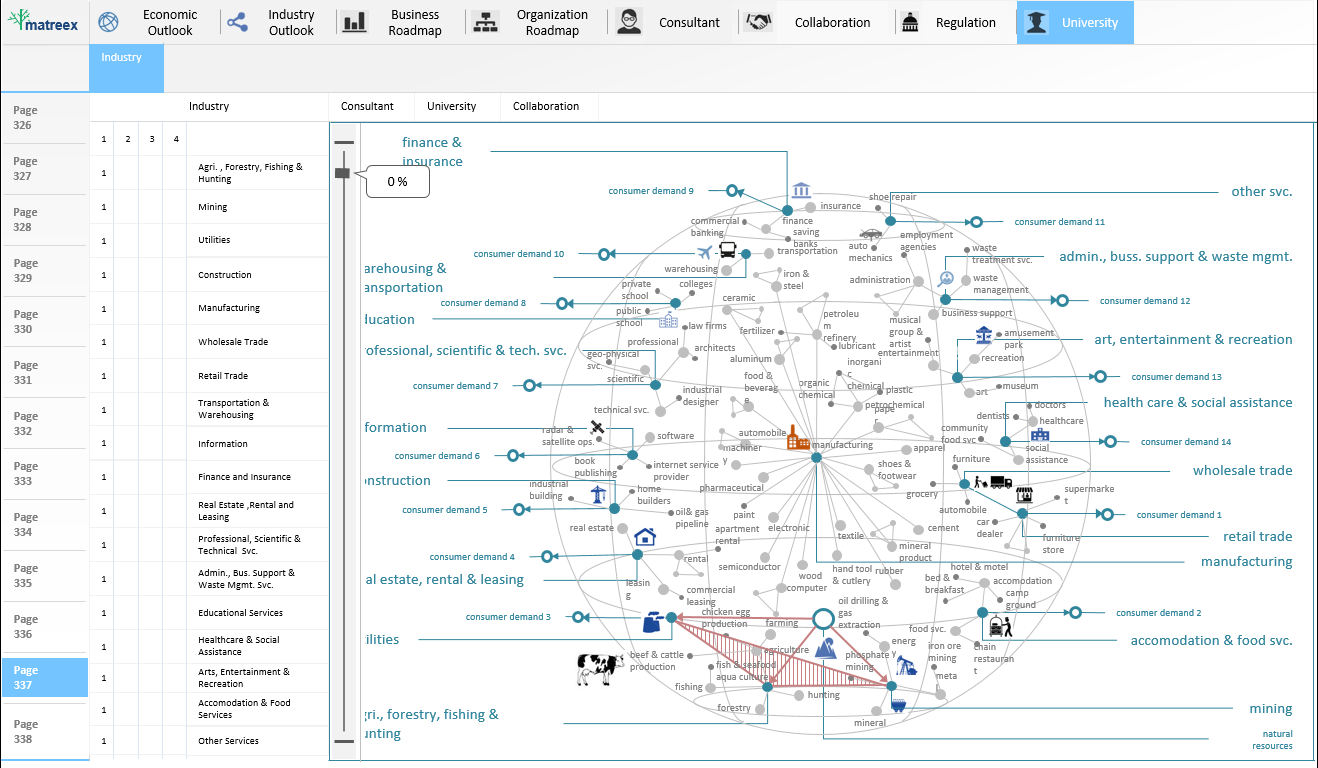 matreex
Economic
Outlook
Industry
Outlook
Business
Roadmap
Organization
Roadmap
Consultant
Collaboration
Regulation
University
Industry
Page
326
Page
327
Page
328
Page
329
Page
330
Page
331
Page
332
Page
333
Page
334
Page
335
Page
336
Page
337
Page
338
Industry
1 2 3 4
1 Agri. , Forestry, Fishing &
Hunting
1 Mining
1 Utilities
1 Construction
1 Manufacturing
1 Wholesale Trade
1 Retail Trade
1 Transportation &
Warehousing
1 Information
1 Finance and Insurance
1 Real Estate ,Rental and
Leasing
1 Professional, Scientific &
Technical Svc.
1 Admin., Bus. Support &
Waste Mgmt. Svc.
1 Educational Services
1 Healthcare & Social
Assistance
1 Arts, Entertainment &
Recreation
1 Accomodation & Food
Services
1 Other Services
Consultant University Collaboration
0 %
finance &
insurance
consumer demand 9
insurance
shoe repair
other svc.
commercial
banking
finance
saving
banks
auto
mechanics
employment
agencies
consumer demand 11
consumer demand 10
transportation
warehousing
waste
treatment svc.
admin., buss. support & waste mgmt.
arehousing &
ansportation
iron &
steel
administration
waste
management
private
school
colleges
consumer demand 8
ceramic
consumer demand 12
public
school
ducation
law firms
fertilizer
petroleu
m
refinery
musical
group &
artist
business support
professional
architects
lubricant
entertainment
amusement
park
art, entertainment & recreation
rofessional, scientific & tech. svc.
geo-physical
svc.
aluminum
inorgani
c
chemical
recreation
scientific
food &
beverag
e
organic
chemical
plastic
consumer demand 13
consumer demand 7
industrial
designer
petrochemical
art
museum
technical svc.
pape
r
doctors
health care & social assistance
formation
radar &
satellite ops.
software
automobile
machiner
y
manufacturing
apparel
dentists
healthcare
community
food svc
social
assistance
consumer demand 14
consumer demand 6
book
publishing
internet service
provider
shoes &
footwear
furniture
wholesale trade
onstruction
industrial
building
home
builders
pharmaceutical
grocery
supermarke
t
consumer demand 5
oil& gas
pipeline
paint
automobile
car
dealer
consumer demand 1
real estate
apartment
rental
electronic
textile
cement
furniture
store
retail trade
consumer demand 4
rental
semiconductor
mineral
product
manufacturing
eal estate, rental & leasing
leasin
g
commercial
leasing
wood
computer
hand tool
& cutlery
rubber
hotel & motel
bed &
breakfast
accomodation
camp
ground
consumer demand 3
chicken egg
production
farming
oil drilling &
gas
extraction
consumer demand 2
ilities
food svc.
energ
y
iron ore
mining
chain
restauran
t
accomodation & food svc.
beef & cattle
production
agriculture
phosphate
mining
fish & seafood
aqua culture
meta
fishing
hunting
forestry
mineral
mining
gri., forestry, fishing &
unting
natural
resources